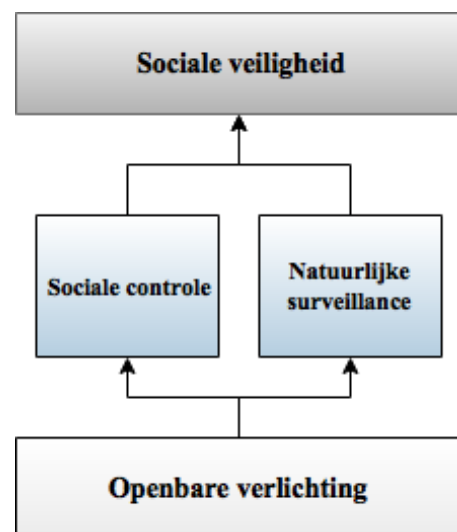 Sociale veiligheid
Sociale controle
Natuurlijke
surveillance
Openbare verlichting